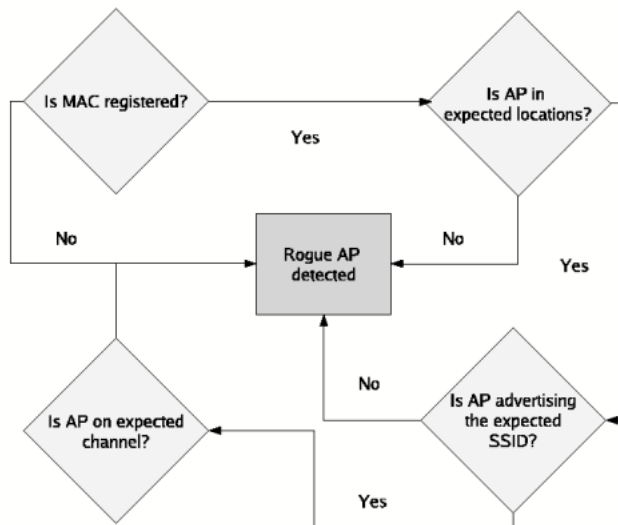 Is MAC registered?
Is AP in
expected locations?
Yes
No
Rogue AP
detected
No
Yes
No
Is AP on expected
channel?
Is AP advertising
the expected
SSID?
Yes